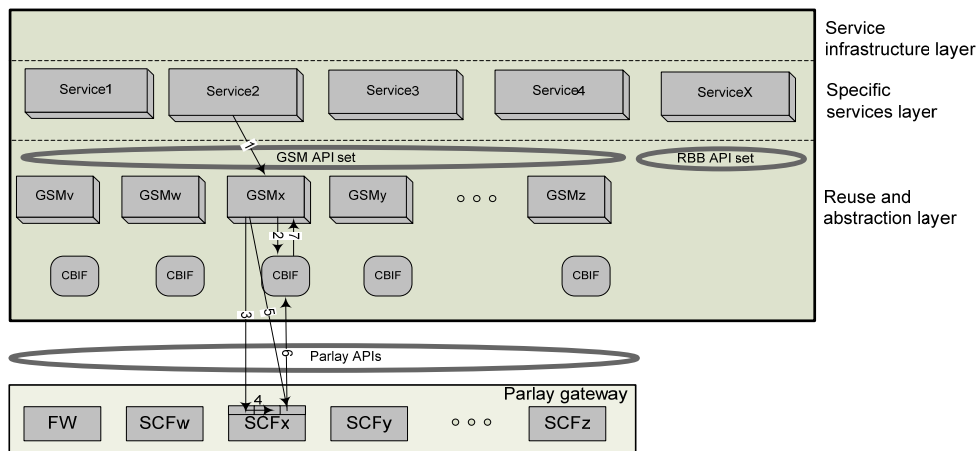 Service
infrastructure layer
Service1
Service2
Service3
Service4
ServiceX
Specific
services layer
1
GSM API set
RBB API set
GSMv
GSMw
GSMx
GSMy
GSMz
Reuse and
abstraction layer
2
7
CBIF
CBIF
CBIF
CBIF
CBIF
3
5
6
Parlay APIs
Parlay gateway
4
FW
SCFw
SCFx
SCFy
SCFz